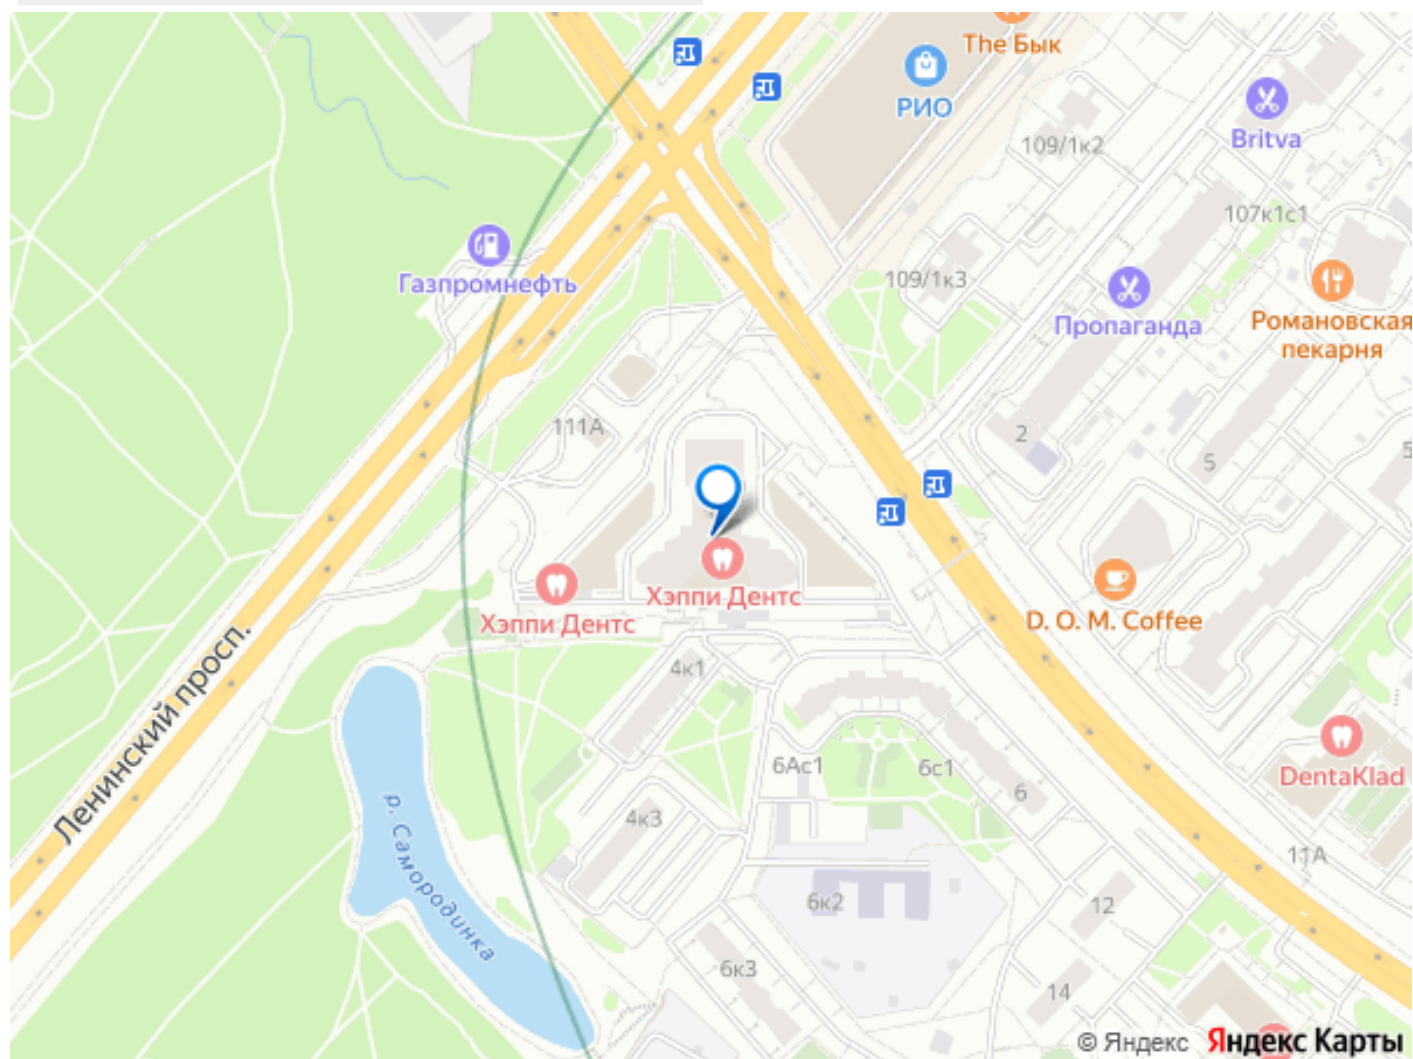 The Бык
РИО
109/1к2
Britva
107к1с1
Газпромнефть
109/1к3
Пропаганда
Романовская
пекарня
111А
2
5
5
Хэппи Дентс
Хэппи Дентс
D. O. M. Coffee
Ленинский просп.
4к1
6Ас1
6с1
6
DentaKlad
р. Самородинка
4к3
11А
6к2
12
6к3
14
© Яндекс Яндекс Карты